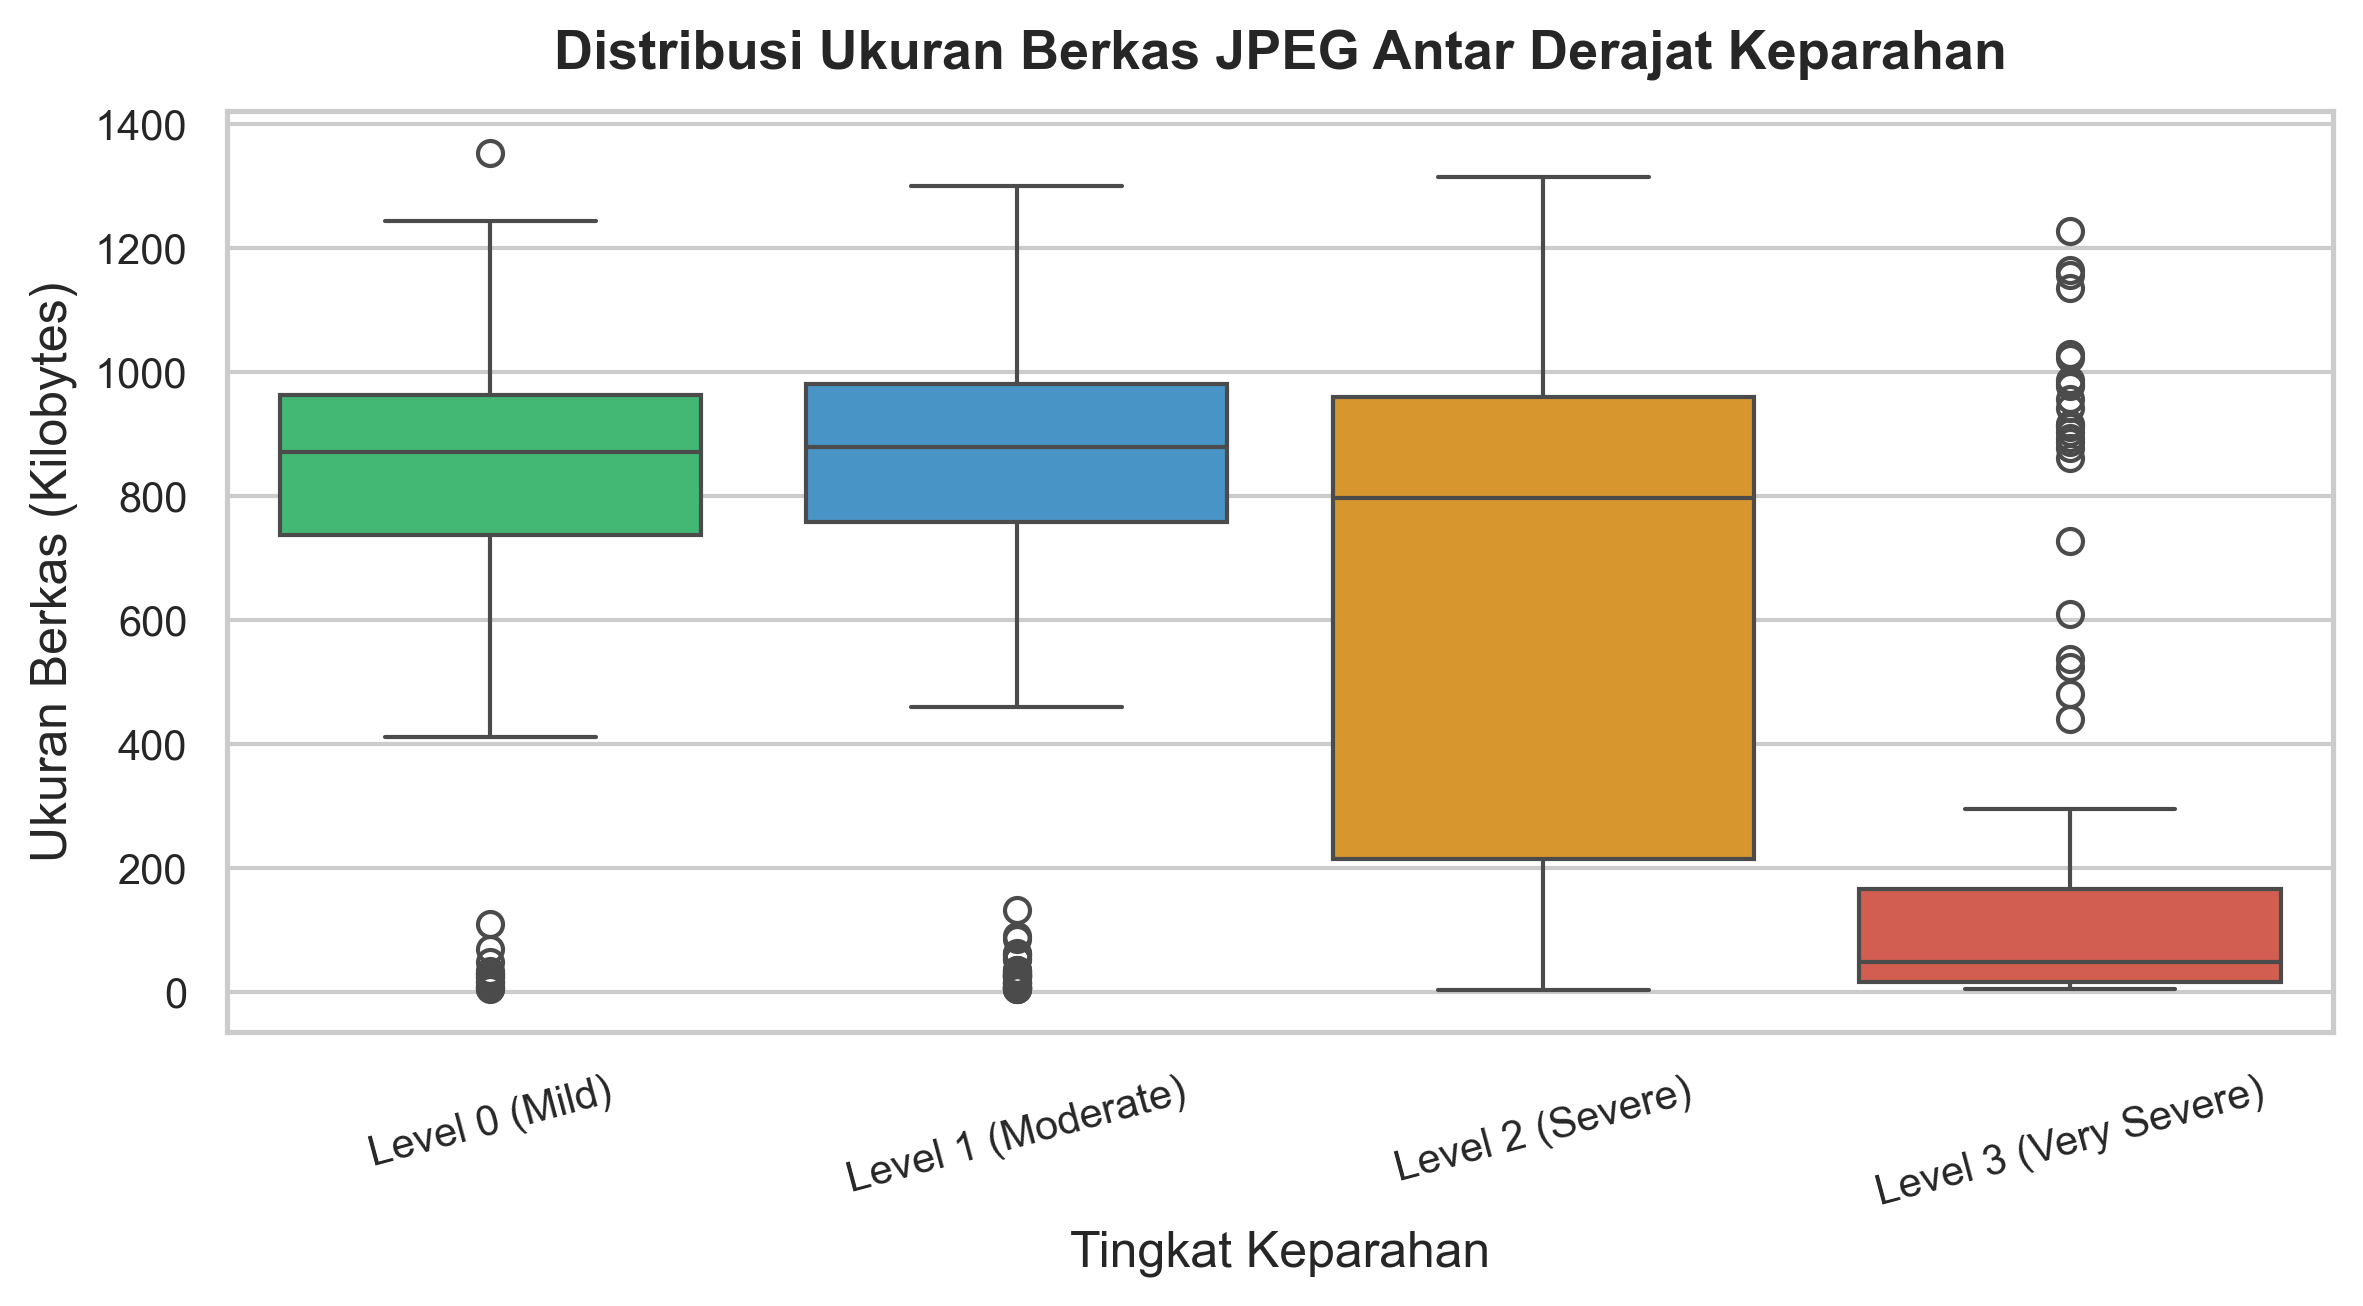 Distribusi Ukuran Berkas JPEG Antar Derajat Keparahan
Ukuran Berkas (Kilobytes)
1400
1200
1000
800
600
400
200
0
Level 0 (Mild)
Level 1 (Moderate)
Level 2 (Severe)
Level 3 (Very Severe)
Tingkat Keparahan